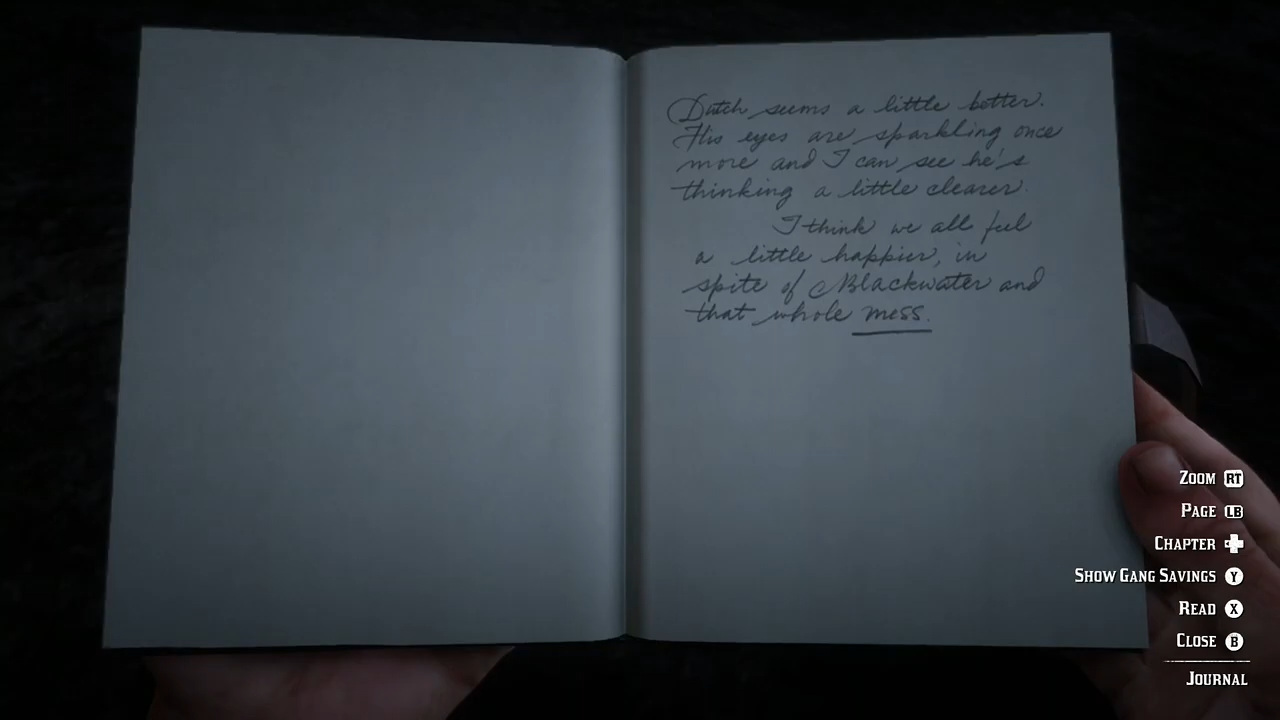 Dutch seems a little better.
His eyes are sparkling once
more and I can see he's
thinking a little clearer.
I think we all feel
a little happier, in
spite of Blackwater and
that whole mess.
ZOOM RT
PAGE LB
CHAPTER
SHOW GANG SAVINGS Y
READ X
CLOSE B
JOURNAL